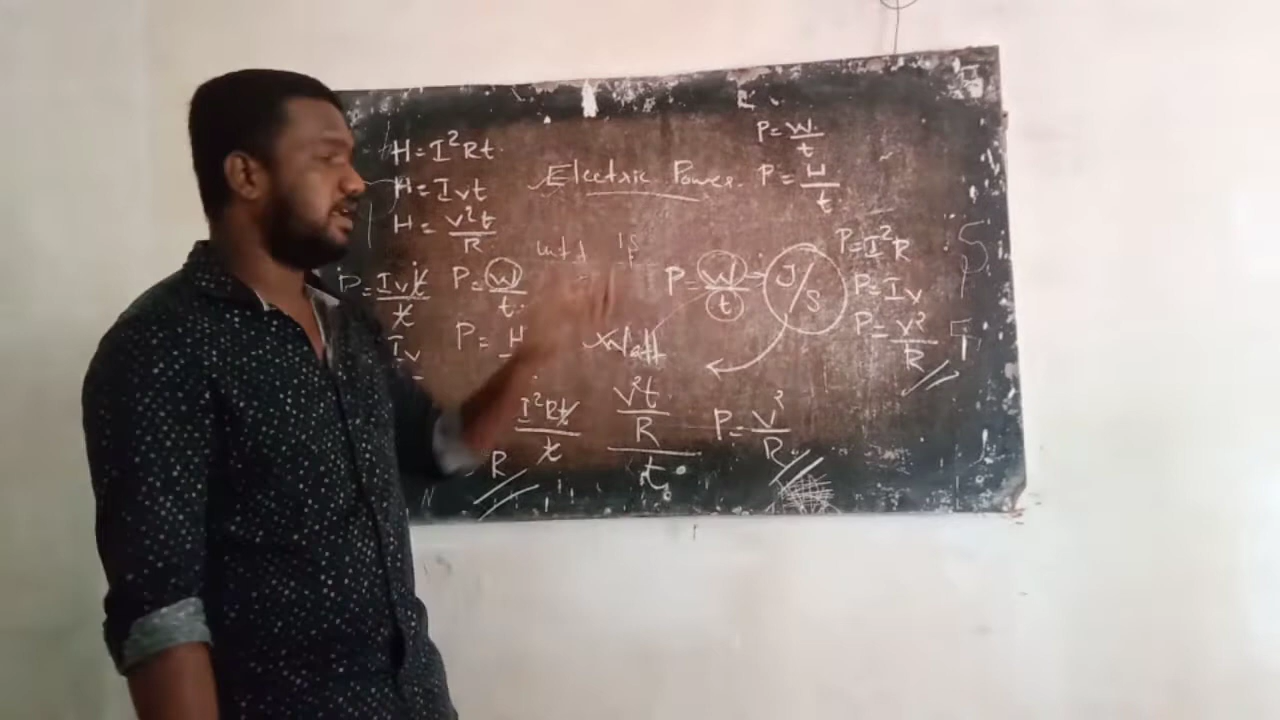 H = I²Rt
H = Ivt
H = v²t/R
Electric Power.
P = W/t
P = H/t
P = Ivt/t
Iv
P = W/t
P = H
P = W/t → J/S
Watt
P = I²R
P = Iv
P = v²/R
I²Rt/t
R
v²t/R/t
P = v²/R